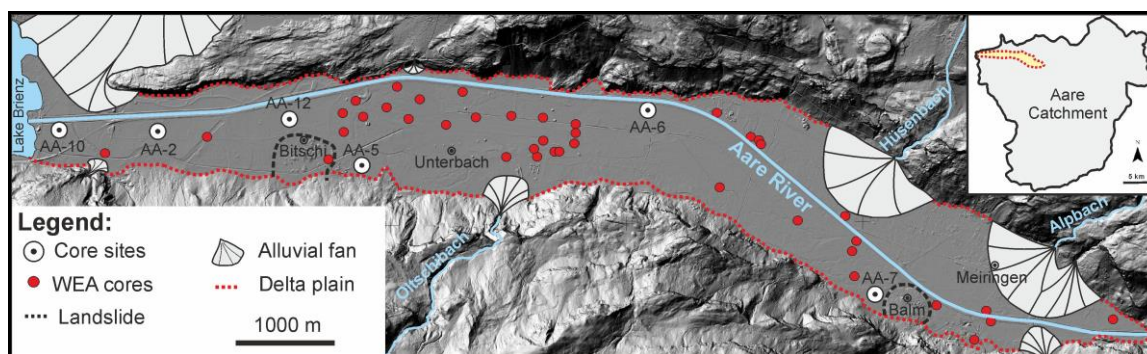 Lake Brienz
AA-10
AA-2
AA-12
Bitschi
AA-5
Unterbach
AA-6
Aare River
Hüsenbach
Alpbach
Oltschibach
AA-7
Balm
Meiringen
Aare
Catchment
N
5 km
Legend:
Core sites
Alluvial fan
WEA cores
Delta plain
Landslide
1000 m